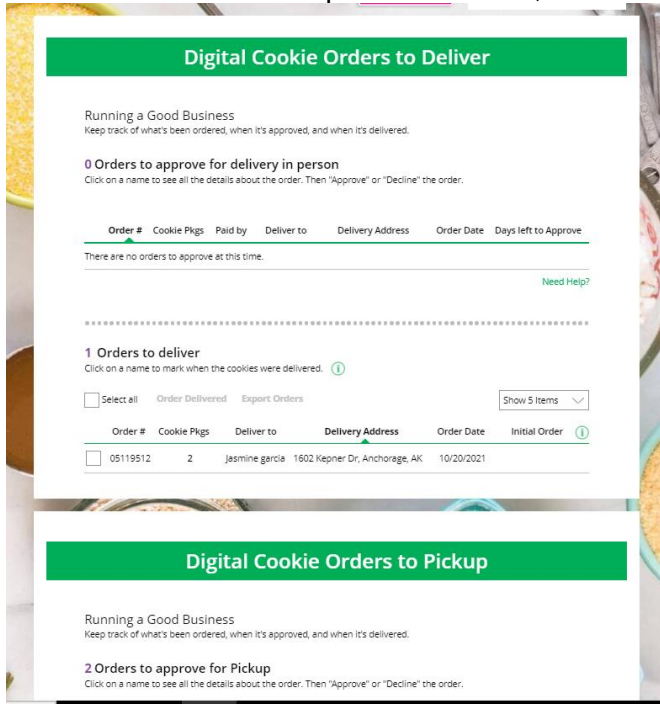 Digital Cookie Orders to Deliver
Running a Good Business
Keep track of what's been ordered, when it's approved, and when it's delivered.
0 Orders to approve for delivery in person
Click on a name to see all the details about the order. Then "Approve" or "Decline" the order.
Order # Cookie Pkgs Paid by Deliver to Delivery Address Order Date Days left to Approve
There are no orders to approve at this time.
Need Help?
1 Orders to deliver
Click on a name to mark when the cookies were delivered. i
Select all Order Delivered Export Orders Show 5 Items
Order # Cookie Pkgs Deliver to Delivery Address Order Date Initial Order i
05119512 2 Jasmine garcia 1602 Kepner Dr, Anchorage, AK 10/20/2021
Digital Cookie Orders to Pickup
Running a Good Business
Keep track of what's been ordered, when it's approved, and when it's delivered.
2 Orders to approve for Pickup
Click on a name to see all the details about the order. Then "Approve" or "Decline" the order.